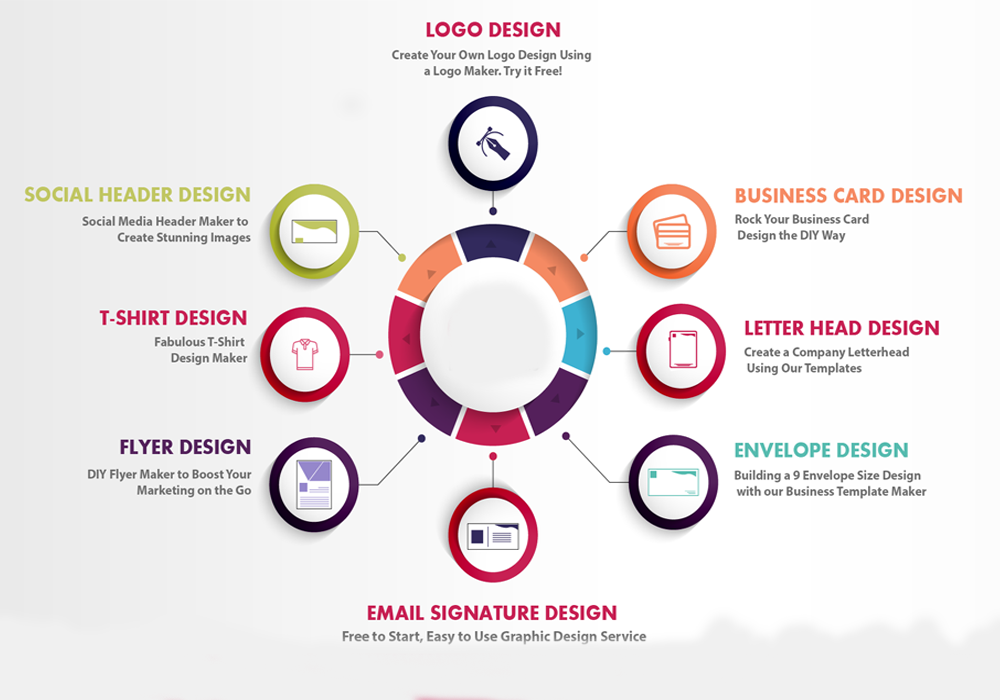 LOGO DESIGN
Create Your Own Logo Design Using
a Logo Maker. Try it Free!
SOCIAL HEADER DESIGN
Social Media Header Maker to
Create Stunning Images
BUSINESS CARD DESIGN
Rock Your Business Card
Design the DIY Way
T-SHIRT DESIGN
Fabulous T-Shirt
Design Maker
LETTER HEAD DESIGN
Create a Company Letterhead
Using Our Templates
FLYER DESIGN
DIY Flyer Maker to Boost Your
Marketing on the Go
ENVELOPE DESIGN
Building a 9 Envelope Size Design
with our Business Template Maker
EMAIL SIGNATURE DESIGN
Free to Start, Easy to Use Graphic Design Service